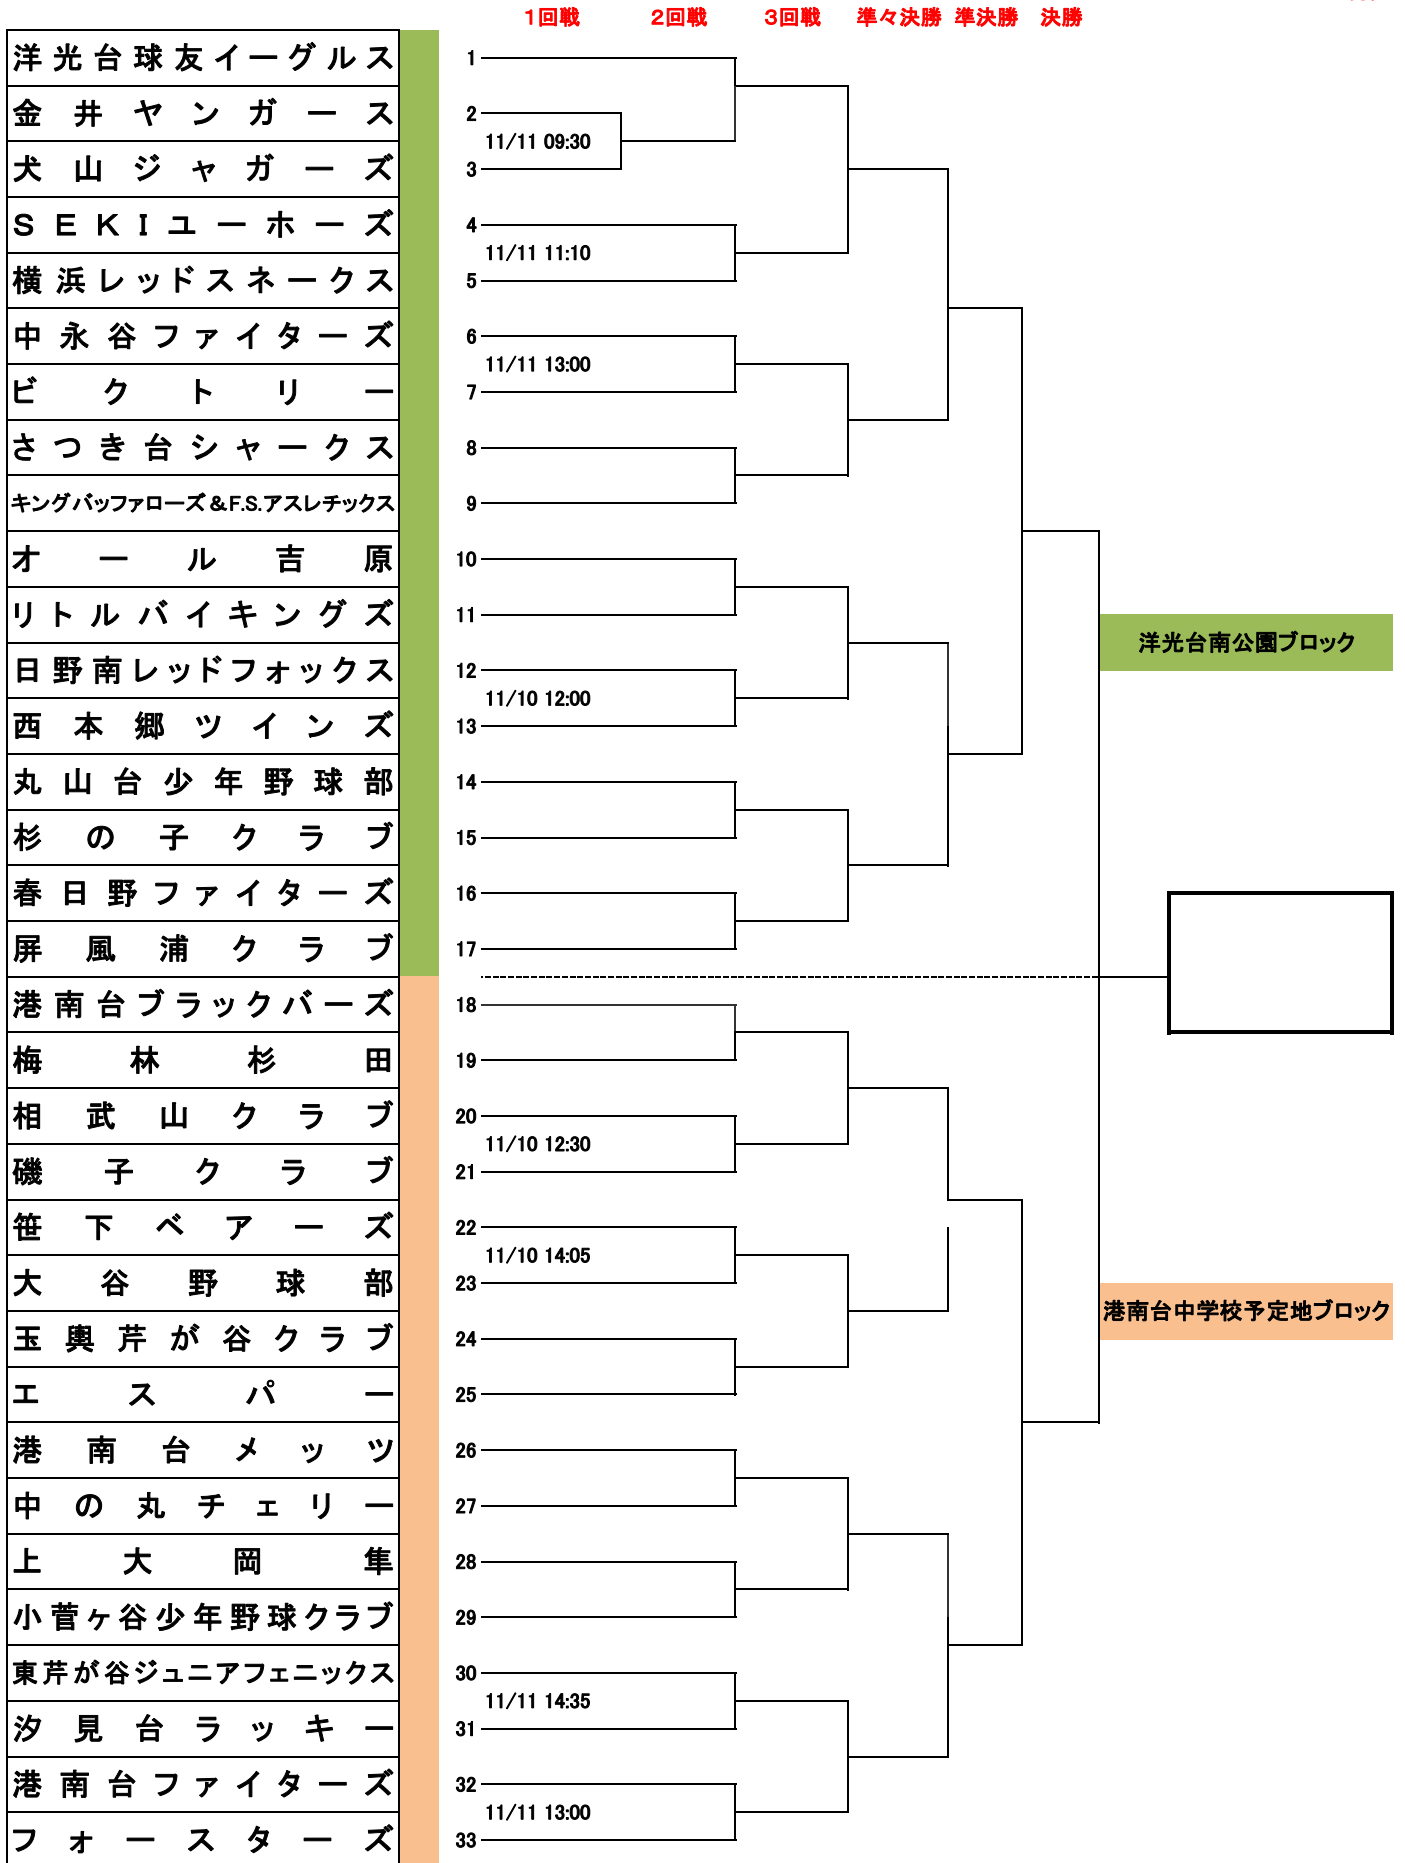 1回戦 2回戦 3回戦 準々決勝 準決勝 決勝
洋光台球友イーグルス 1
金井ヤンガース 2
11/11 09:30
犬山ジャガーズ 3
SEKIユーホーズ 4
11/11 11:10
横浜レッドスネークス 5
中永谷ファイターズ 6
11/11 13:00
ビクトリー 7
さつき台シャークス 8
キングバッファローズ&F.S.アスレチックス 9
オール吉原 10
リトルバイキングズ 11
洋光台南公園ブロック
日野南レッドフォックス 12
11/10 12:00
西本郷ツインズ 13
丸山台少年野球部 14
杉の子クラブ 15
春日野ファイターズ 16
屏風浦クラブ 17
港南台ブラックバーズ 18
梅林杉田 19
相武山クラブ 20
11/10 12:30
磯子クラブ 21
笹下ベアーズ 22
11/10 14:05
大谷野球部 23
港南台中学校予定地ブロック
玉輿芹が谷クラブ 24
エスパー 25
港南台メッツ 26
中の丸チェリー 27
上大岡隼 28
小菅ヶ谷少年野球クラブ 29
東芹が谷ジュニアフェニックス 30
11/11 14:35
汐見台ラッキー 31
港南台ファイターズ 32
11/11 13:00
フォースターズ 33